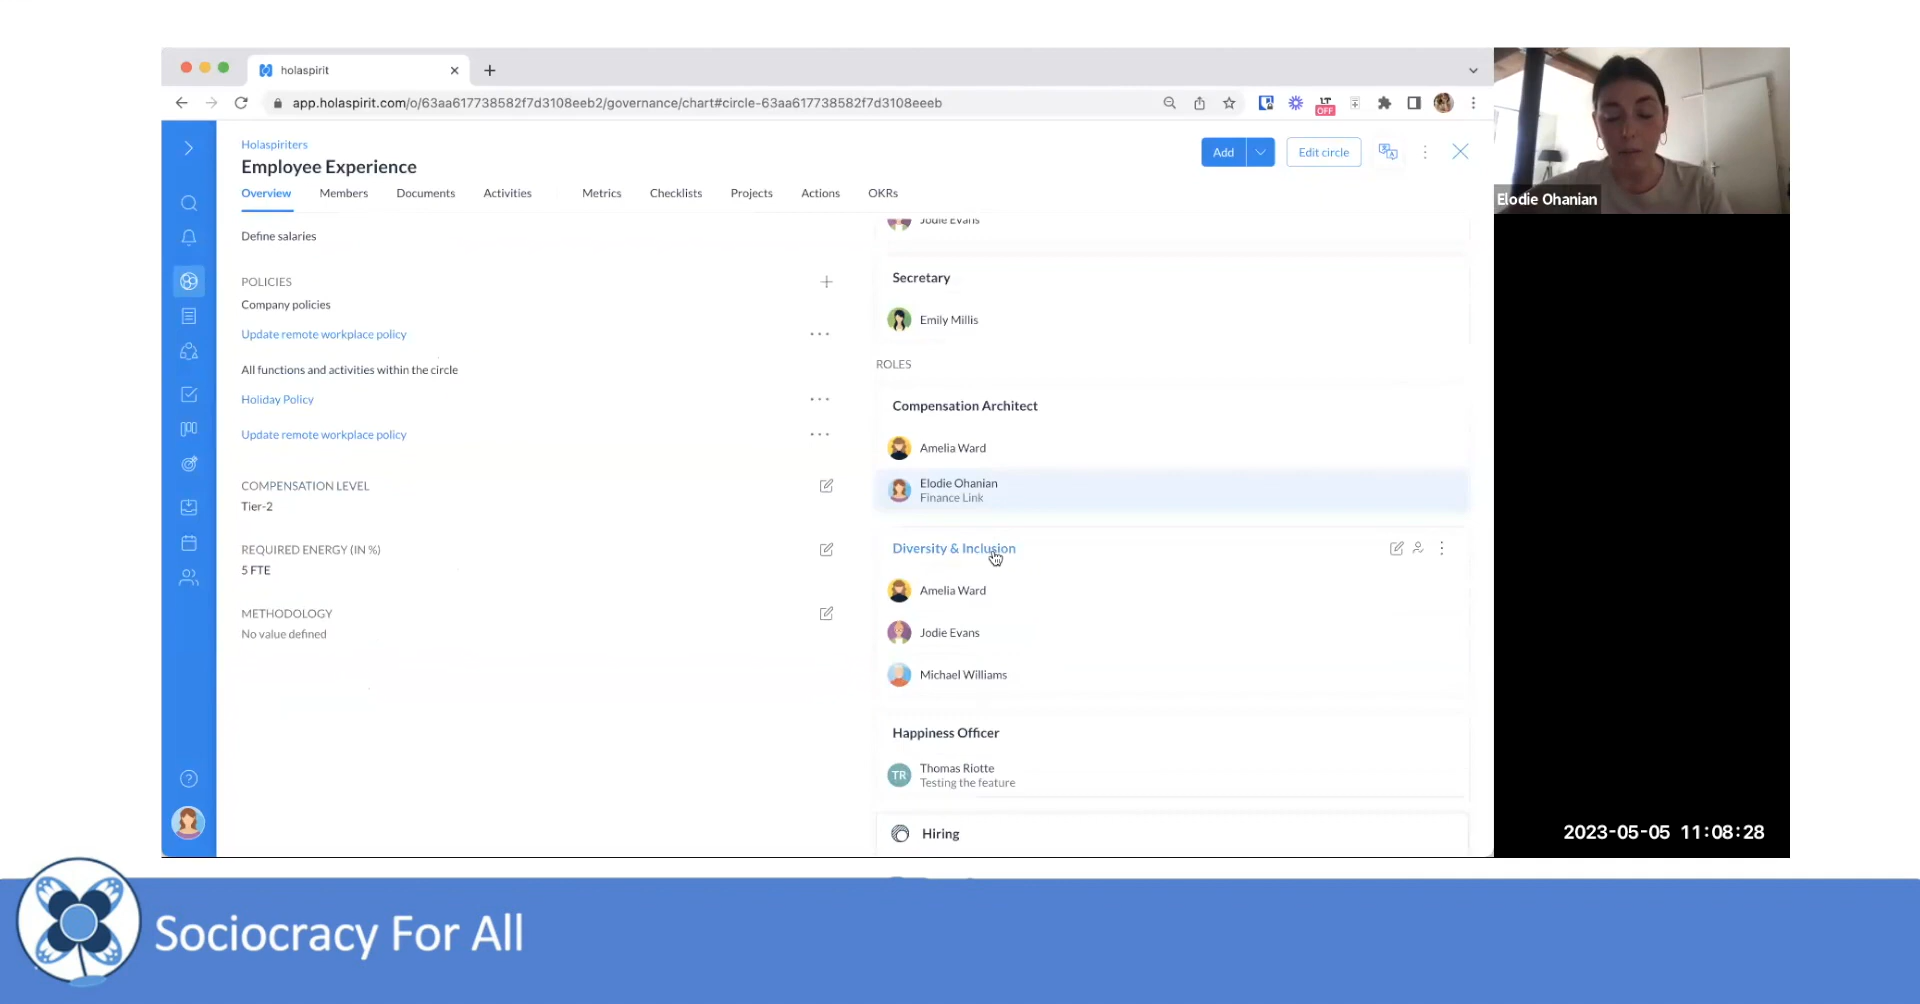 holaspirit
app.holaspirit.com/o/63aa617738582f7d3108eeb2/governance/chart#circle-63aa617738582f7d3108eeeb
LT
OFF
Holaspiriters
Employee Experience
Add
Edit circle
Overview Members Documents Activities Metrics Checklists Projects Actions OKRs
Define salaries
POLICIES
Company policies
Update remote workplace policy
All functions and activities within the circle
Holiday Policy
Update remote workplace policy
COMPENSATION LEVEL
Tier-2
REQUIRED ENERGY (IN %)
5 FTE
METHODOLOGY
No value defined
Jodie Evans
Secretary
Emily Millis
ROLES
Compensation Architect
Amelia Ward
Elodie Ohanian
Finance Link
Diversity & Inclusion
Amelia Ward
Jodie Evans
Michael Williams
Happiness Officer
TR
Thomas Riotte
Testing the feature
Hiring
Elodie Ohanian
2023-05-05 11:08:28
Sociocracy For All